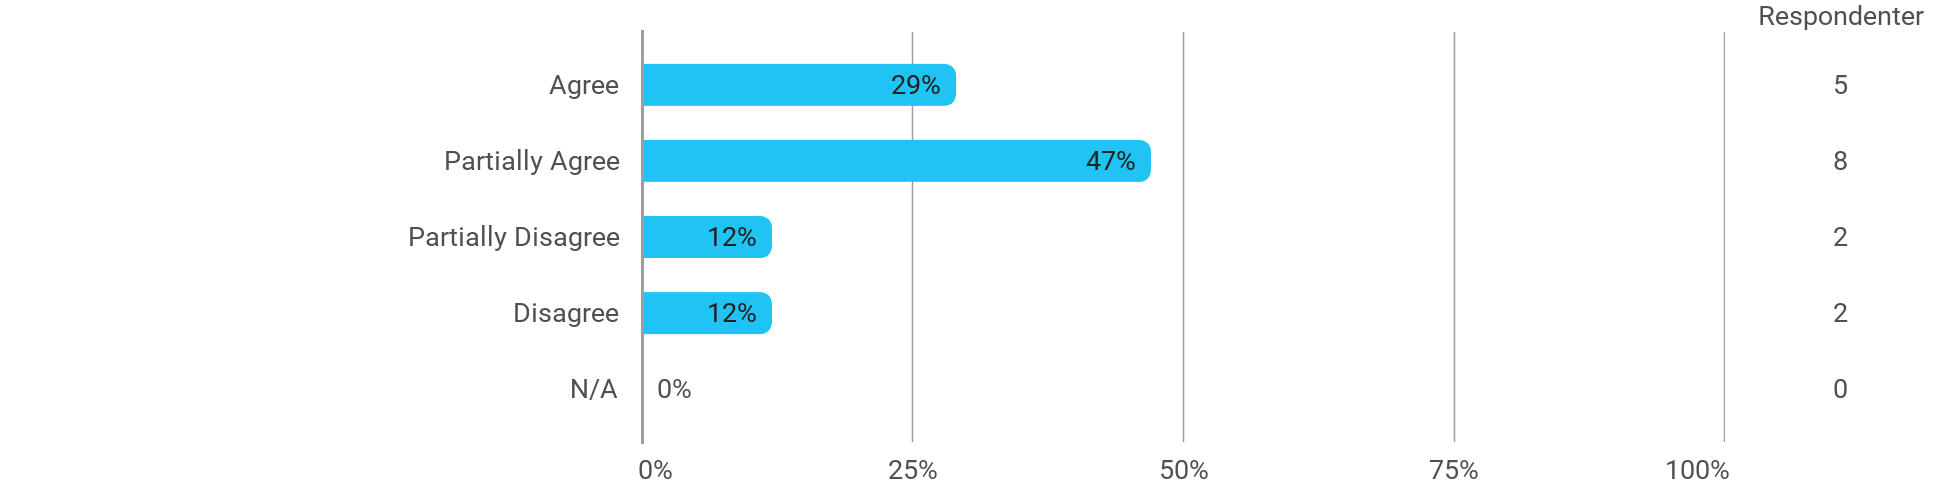 Respondenter
Agree 29% 5
Partially Agree 47% 8
Partially Disagree 12% 2
Disagree 12% 2
N/A 0% 0
0% 25% 50% 75% 100%